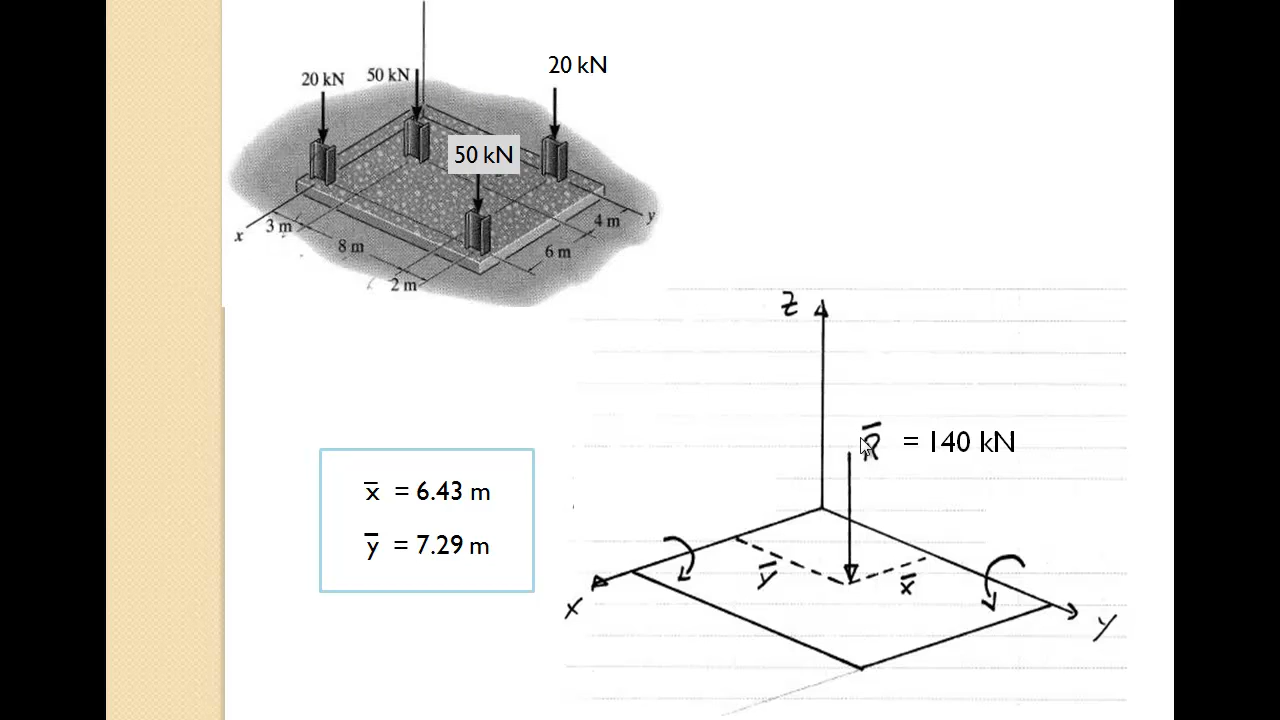 20 kN
50 kN
20 kN
50 kN
3 m
8 m
2 m
4 m
6 m
x
y
z
R̅ = 140 kN
x̅ = 6.43 m
y̅ = 7.29 m
y̅
x̅
x
y